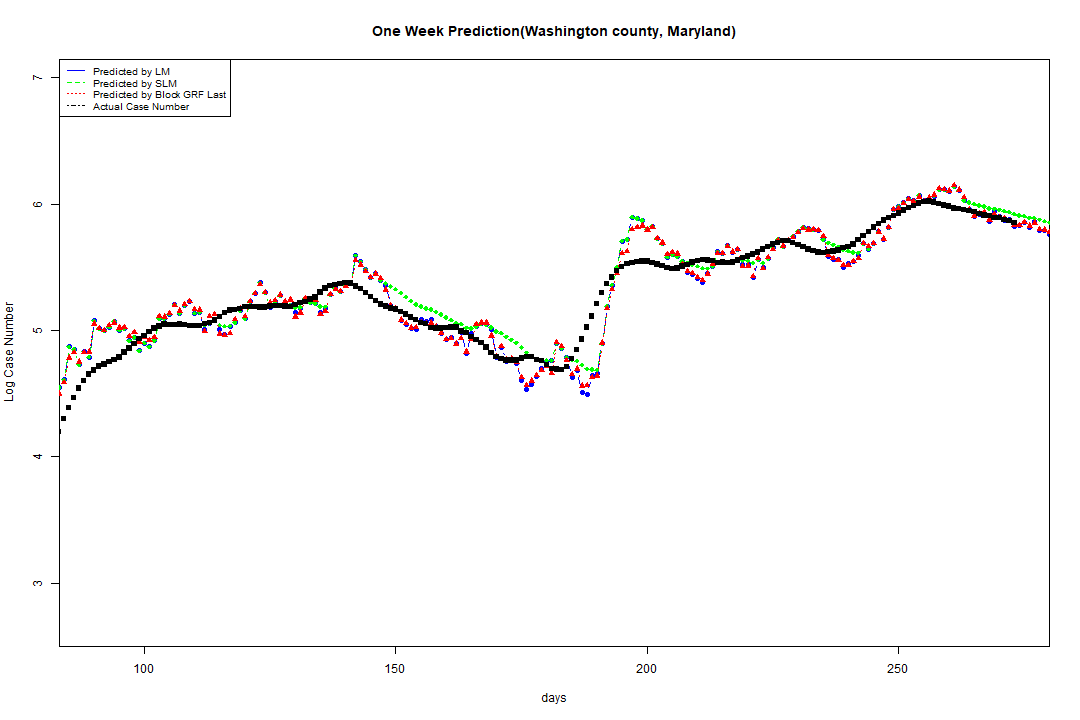 One Week Prediction(Washington county, Maryland)
Predicted by LM
Predicted by SLM
Predicted by Block GRF Last
Actual Case Number
7
6
5
4
3
Log Case Number
100 150 200 250
days